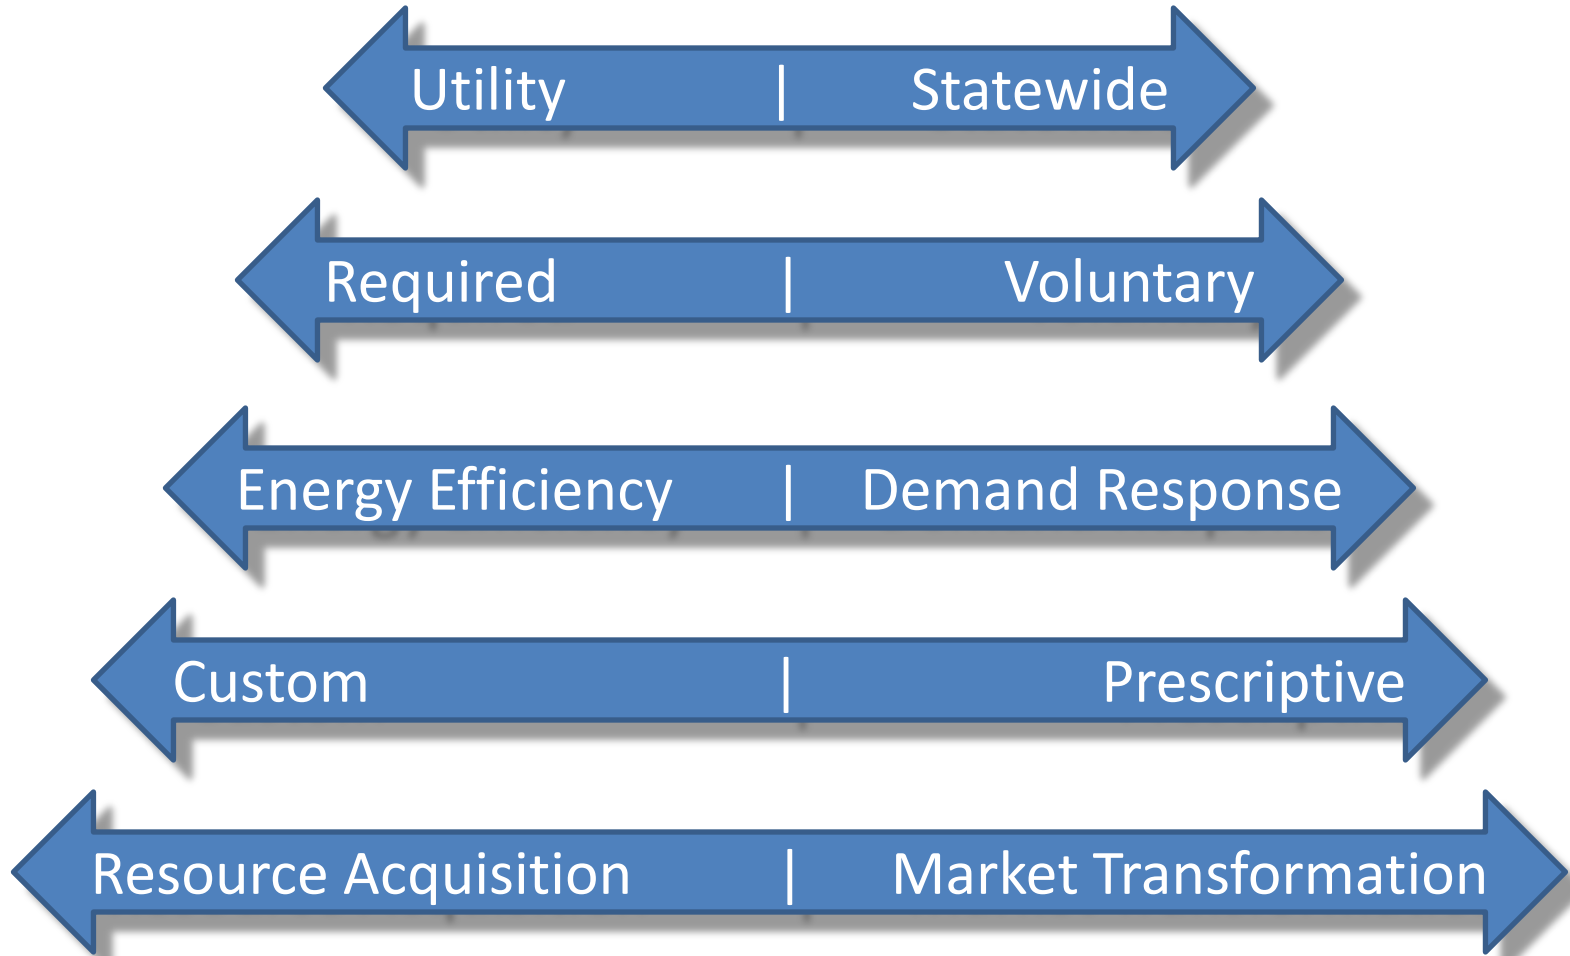 Utility | Statewide
Required | Voluntary
Energy Efficiency | Demand Response
Custom | Prescriptive
Resource Acquisition | Market Transformation